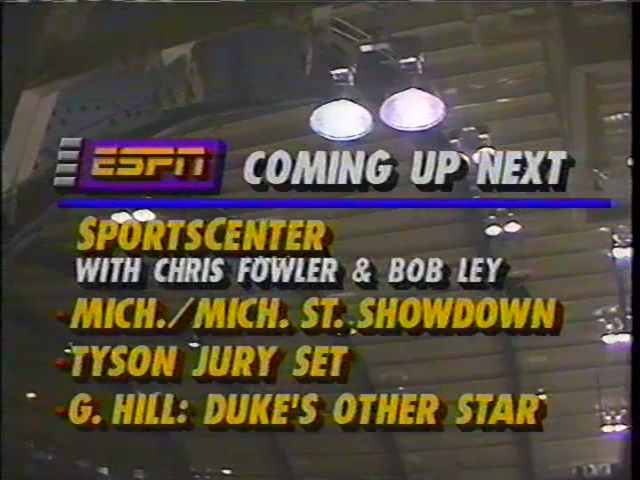 ESPN COMING UP NEXT
SPORTSCENTER
WITH CHRIS FOWLER & BOB LEY
-MICH./MICH. ST. SHOWDOWN
-TYSON JURY SET
-G. HILL: DUKE'S OTHER STAR